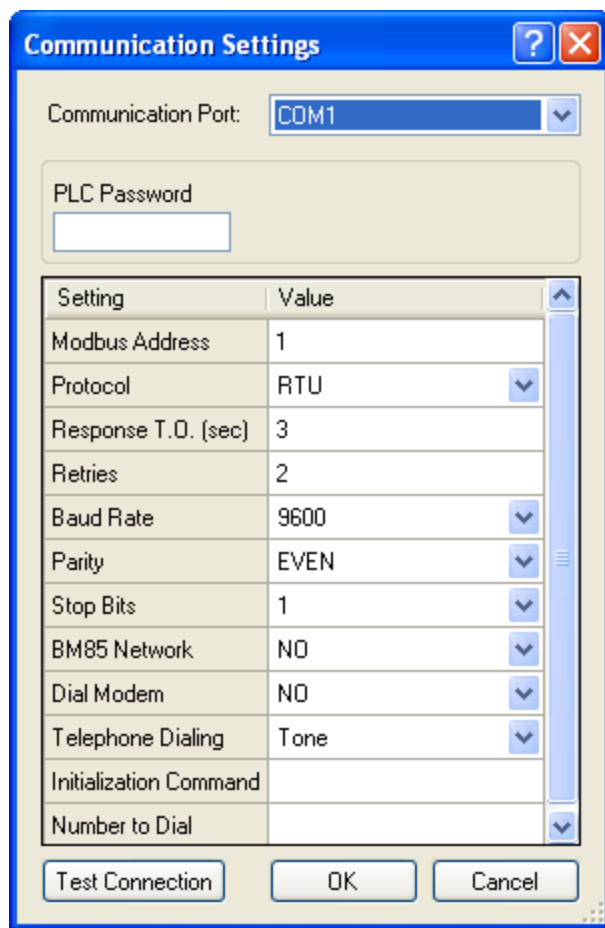 Communication Settings
Communication Port: COM1
PLC Password
Setting Value
Modbus Address 1
Protocol RTU
Response T.O. (sec) 3
Retries 2
Baud Rate 9600
Parity EVEN
Stop Bits 1
BM85 Network NO
Dial Modem NO
Telephone Dialing Tone
Initialization Command
Number to Dial
Test Connection OK Cancel